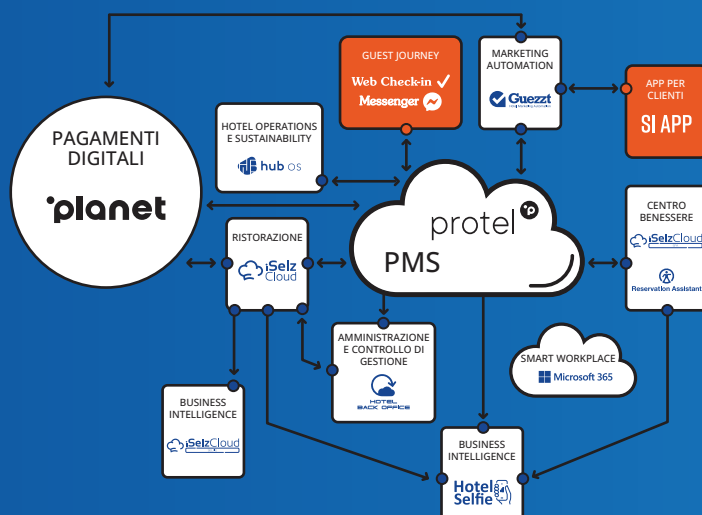 PAGAMENTI
DIGITALI
planet
GUEST JOURNEY
Web Check-in
Messenger
MARKETING
AUTOMATION
Guezzt
APP PER
CLIENTI
SI APP
HOTEL OPERATIONS
E SUSTAINABILITY
hub OS
protel
PMS
RISTORAZIONE
iSelz
Cloud
CENTRO
BENESSERE
iSelzCloud
Reservation Assistant
AMMINISTRAZIONE
E CONTROLLO DI
GESTIONE
HOTEL
BACK OFFICE
SMART WORKPLACE
Microsoft 365
BUSINESS
INTELLIGENCE
iSelzCloud
BUSINESS
INTELLIGENCE
Hotel
Selfie